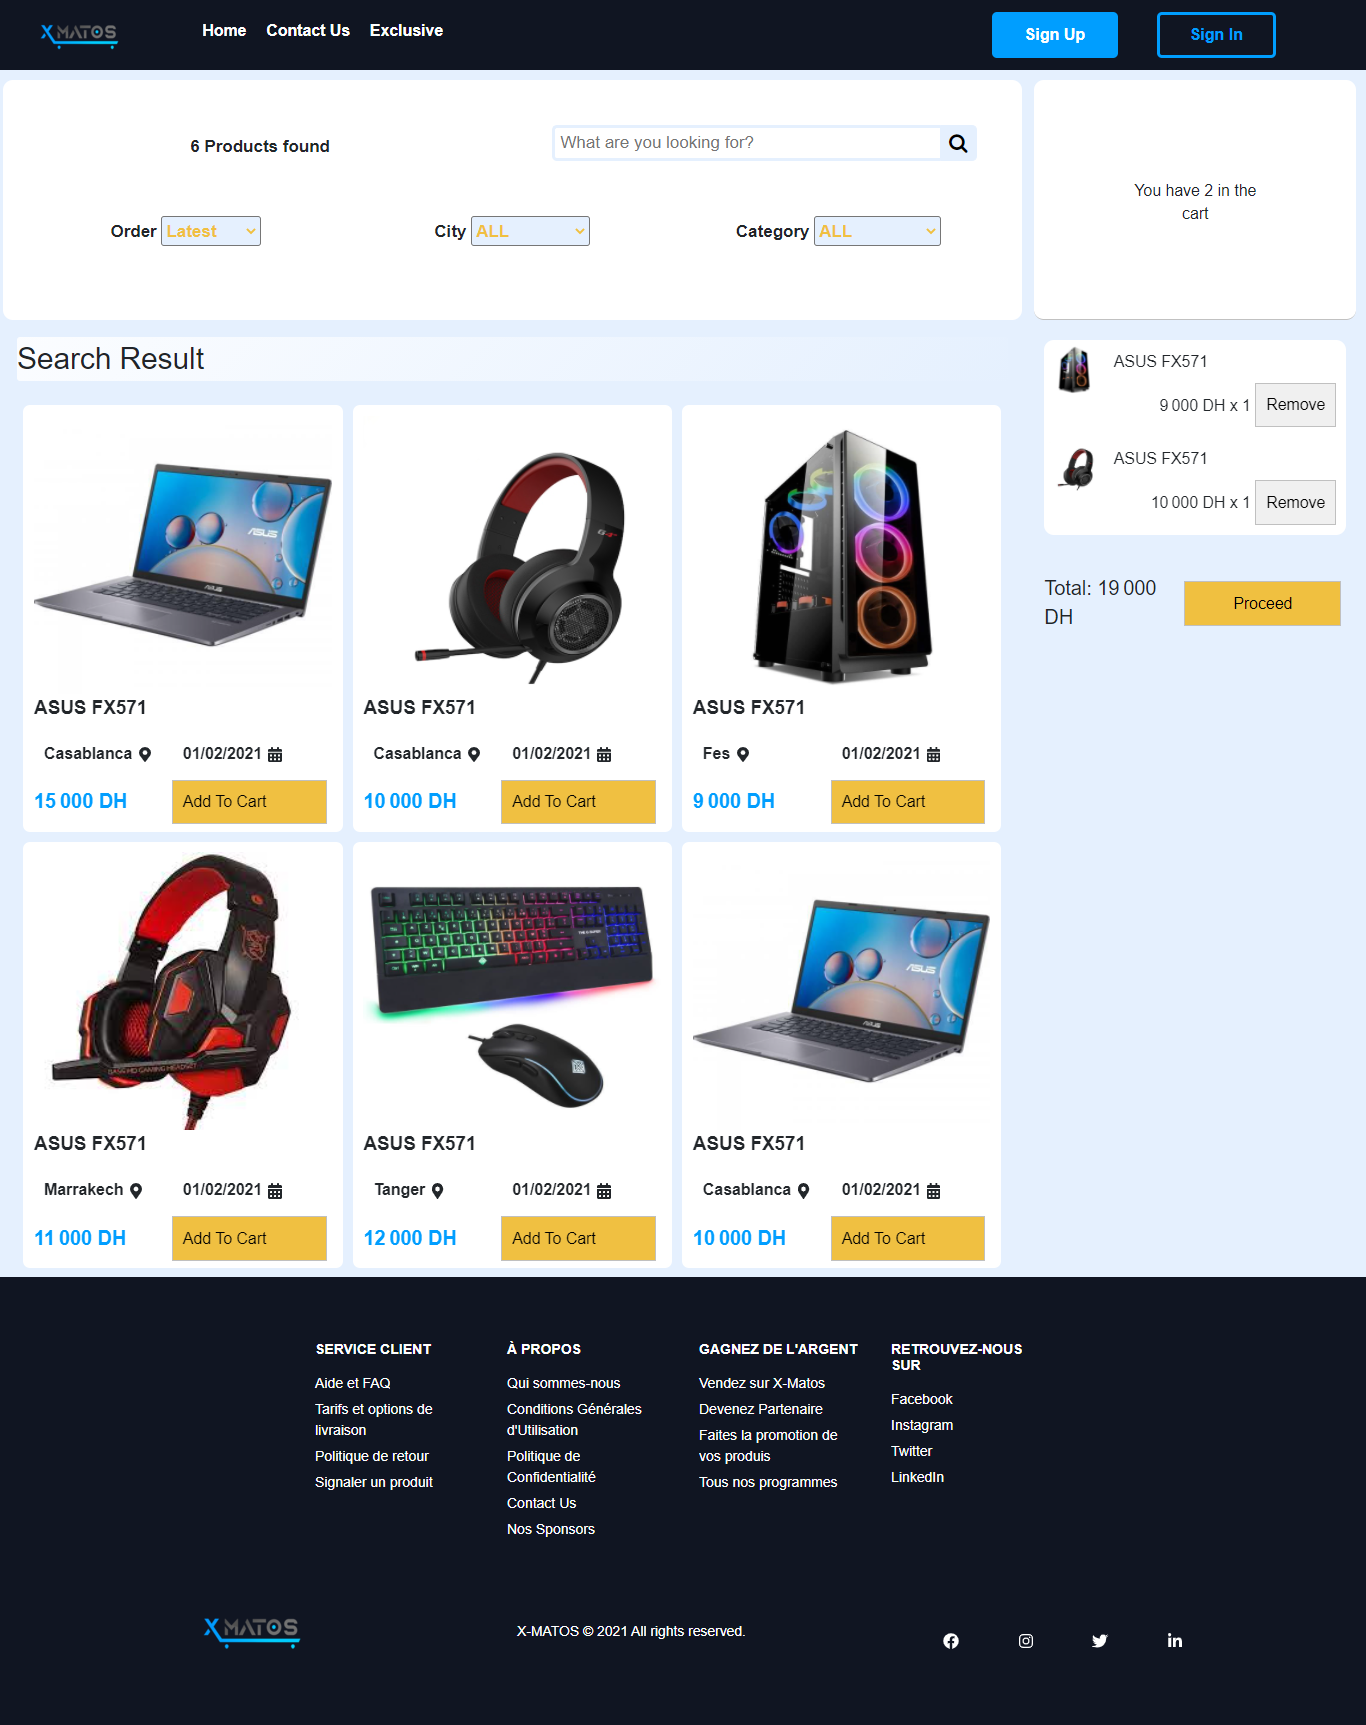 X MATOS
Home Contact Us Exclusive
Sign Up Sign In
6 Products found
What are you looking for?
Order Latest
City ALL
Category ALL
You have 2 in the
cart
Search Result
ASUS FX571
9 000 DH x 1 Remove
ASUS FX571
10 000 DH x 1 Remove
Total: 19 000
DH
Proceed
ASUS FX571
Casablanca 01/02/2021
15 000 DH Add To Cart
ASUS FX571
Casablanca 01/02/2021
10 000 DH Add To Cart
ASUS FX571
Fes 01/02/2021
9 000 DH Add To Cart
ASUS FX571
Marrakech 01/02/2021
11 000 DH Add To Cart
ASUS FX571
Tanger 01/02/2021
12 000 DH Add To Cart
ASUS FX571
Casablanca 01/02/2021
10 000 DH Add To Cart
SERVICE CLIENT
Aide et FAQ
Tarifs et options de
livraison
Politique de retour
Signaler un produit
À PROPOS
Qui sommes-nous
Conditions Générales
d'Utilisation
Politique de
Confidentialité
Contact Us
Nos Sponsors
GAGNEZ DE L'ARGENT
Vendez sur X-Matos
Devenez Partenaire
Faites la promotion de
vos produis
Tous nos programmes
RETROUVEZ-NOUS
SUR
Facebook
Instagram
Twitter
LinkedIn
X MATOS
X-MATOS © 2021 All rights reserved.